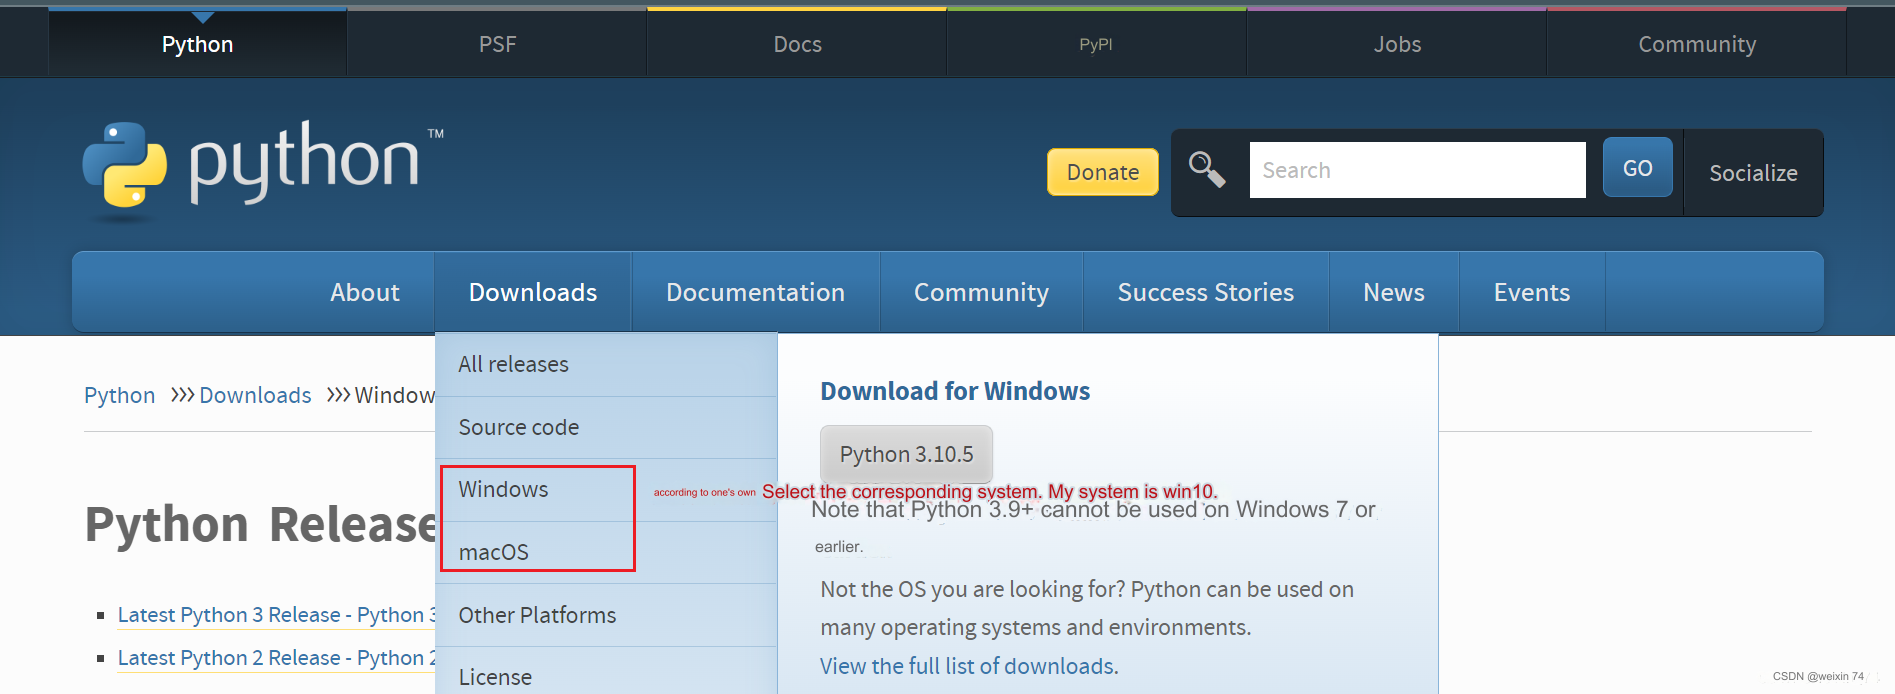 Python PSF Docs PyPI Jobs Community
python TM
Donate Search GO Socialize
About Downloads Documentation Community Success Stories News Events
All releases
Source code
Windows
macOS
Other Platforms
License
Download for Windows
Python 3.10.5
according to one's own Select the corresponding system. My system is win10.
Note that Python 3.9+ cannot be used on Windows 7 or
earlier.
Not the OS you are looking for? Python can be used on
many operating systems and environments.
View the full list of downloads.
Python >>> Downloads >>> Window
Python Release
Latest Python 3 Release - Python 3
Latest Python 2 Release - Python 2
CSDN @weixin 74